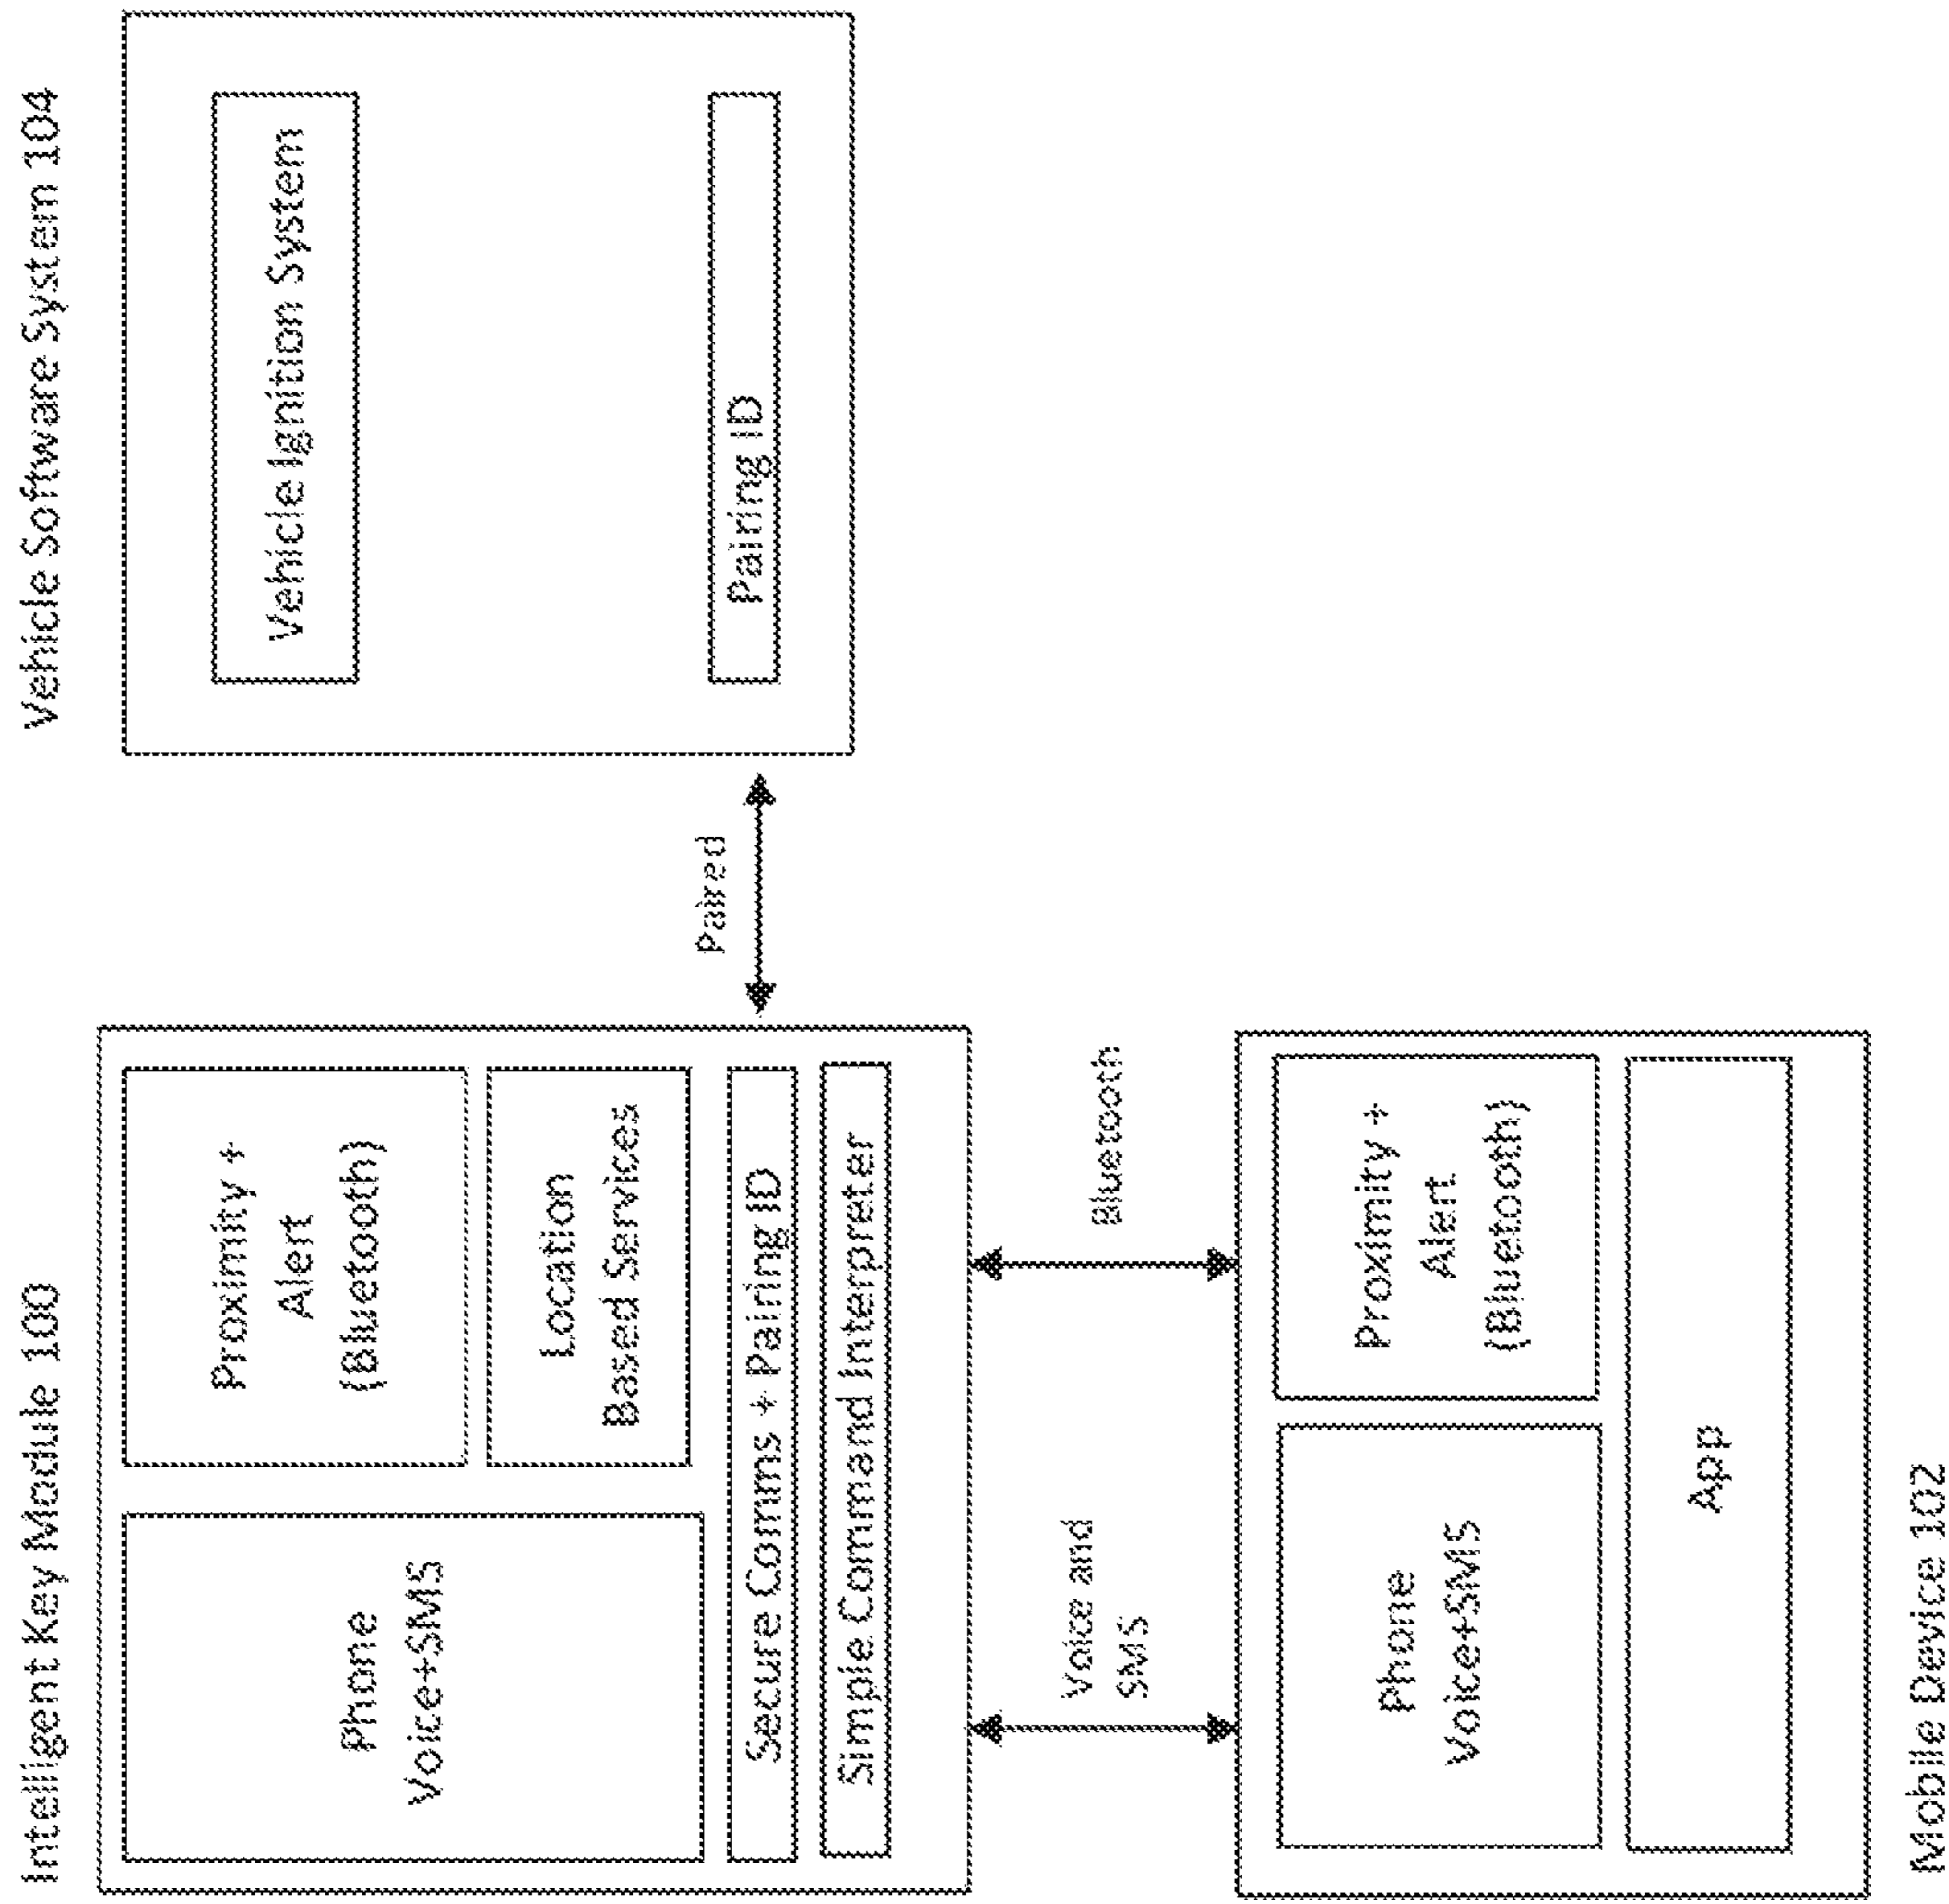 Intelligent Key Module 100
Phone
Voice+SMS
Proximity +
Alert
(Bluetooth)
Location
Based Services
Secure Comms + Pairing ID
Simple Command Interpreter
Paired
Vehicle Software System 104
Vehicle Ignition System
Pairing ID
Voice and
SMS
Bluetooth
Phone
Voice+SMS
Proximity +
Alert
(Bluetooth)
App
Mobile Device 102